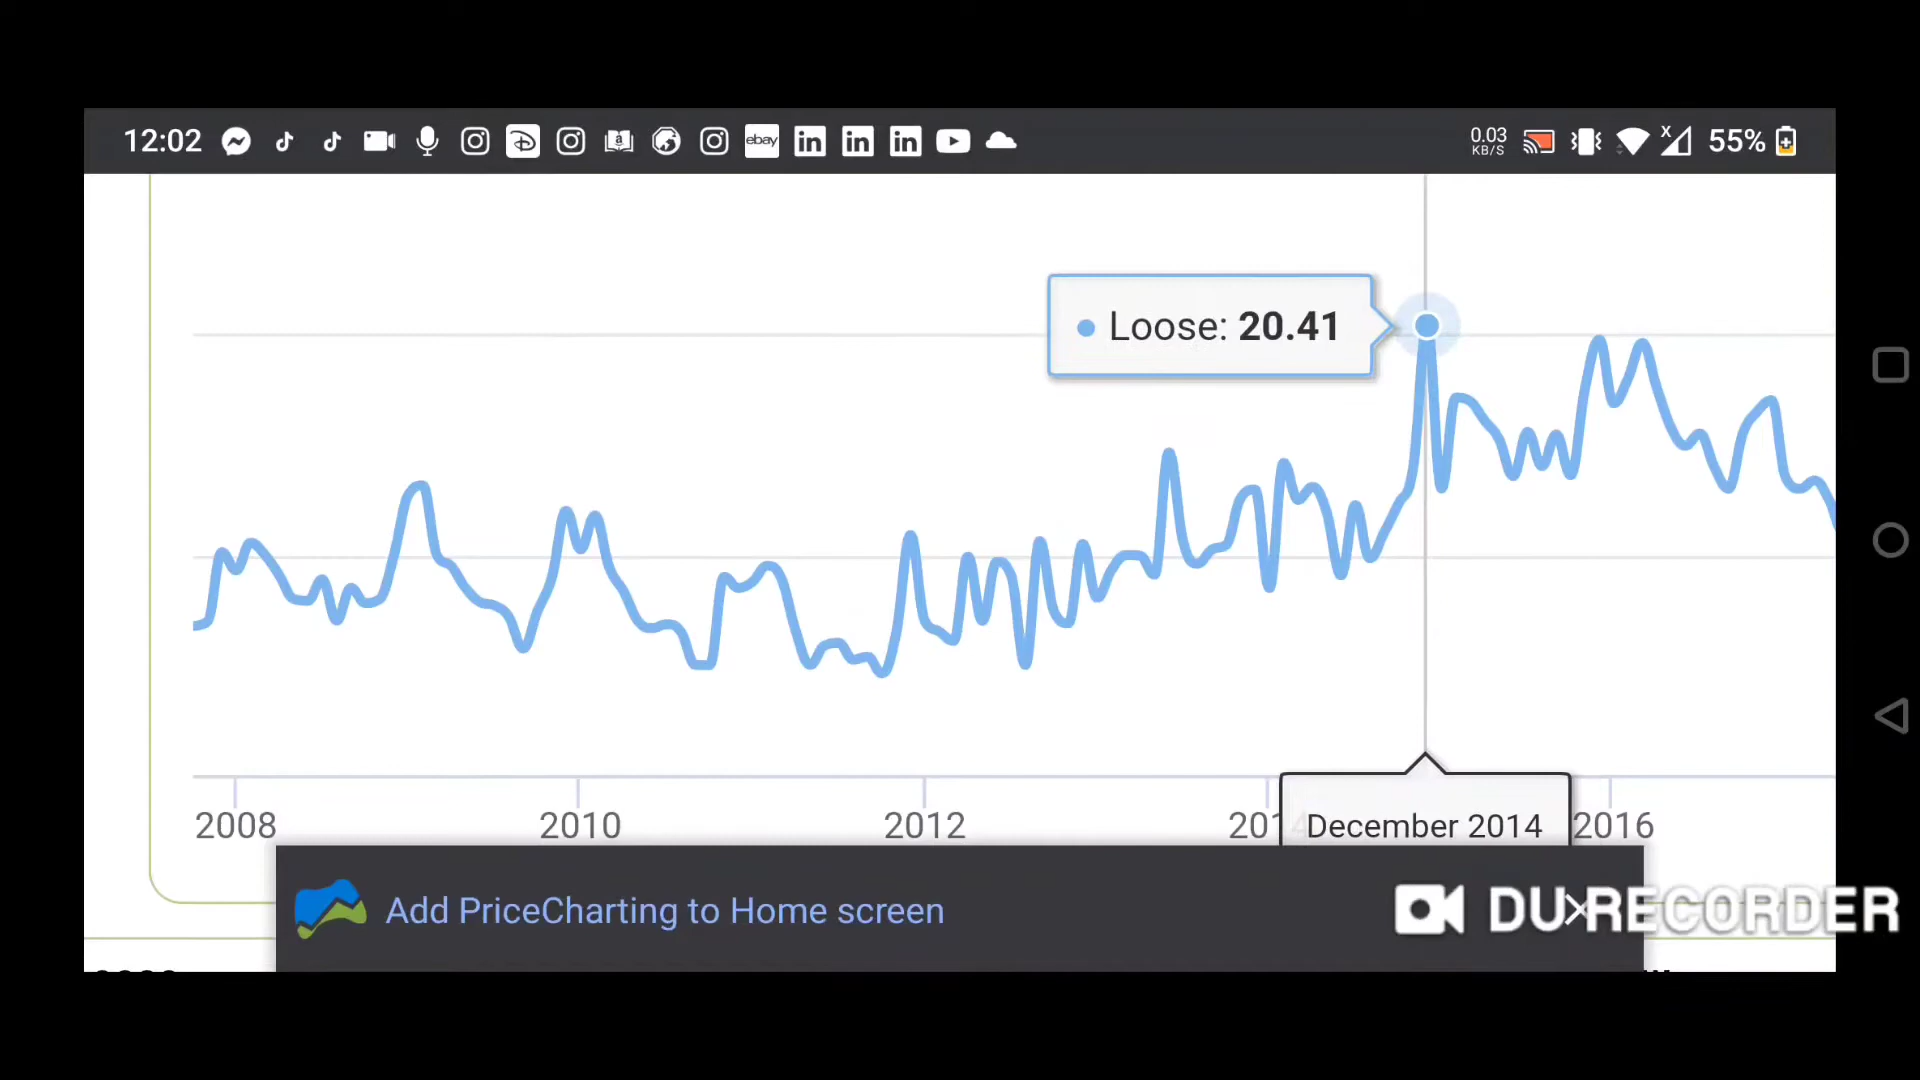 12:02
ebay
0.03
KB/S
X
55%
Loose: 20.41
2008
2010
2012
2014
December 2014
2016
Add PriceCharting to Home screen
DU RECORDER